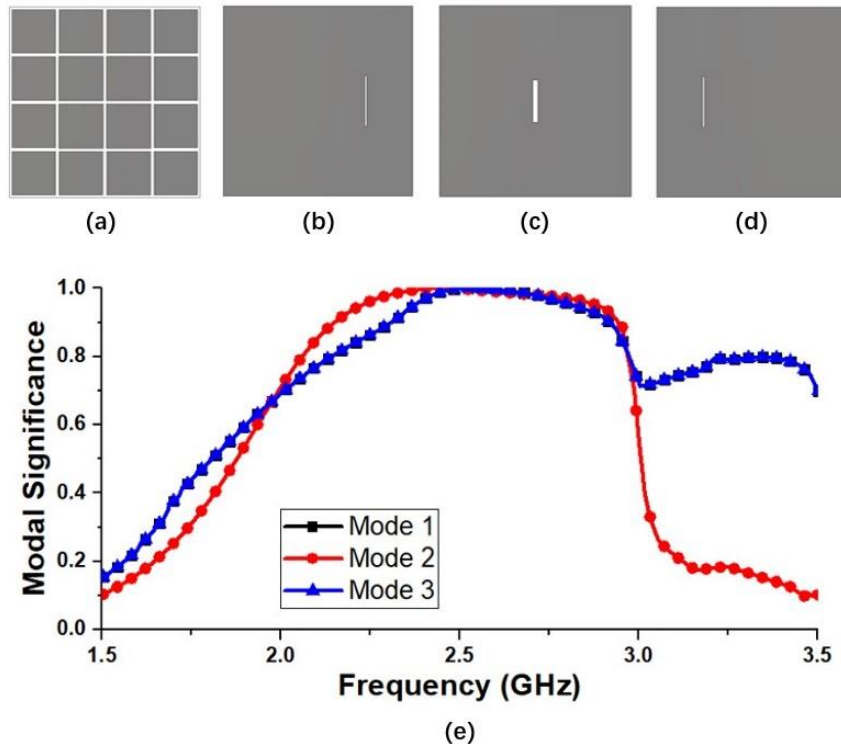 (a) (b) (c) (d)
1.0
0.8
0.6
0.4
0.2
0.0
Modal Significance
Mode 1
Mode 2
Mode 3
1.5 2.0 2.5 3.0 3.5
Frequency (GHz)
(e)